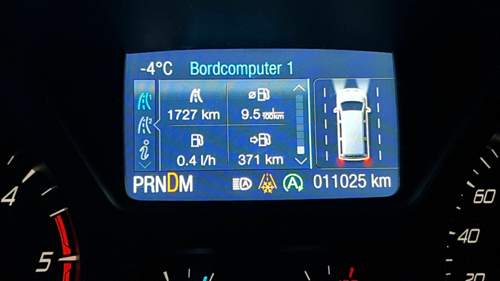 -4°C Bordcomputer 1
1727 km ø 9.5 l/100km
0.4 l/h 371 km
i
PRNDM A A 011025 km
4
5
80
60
40
20